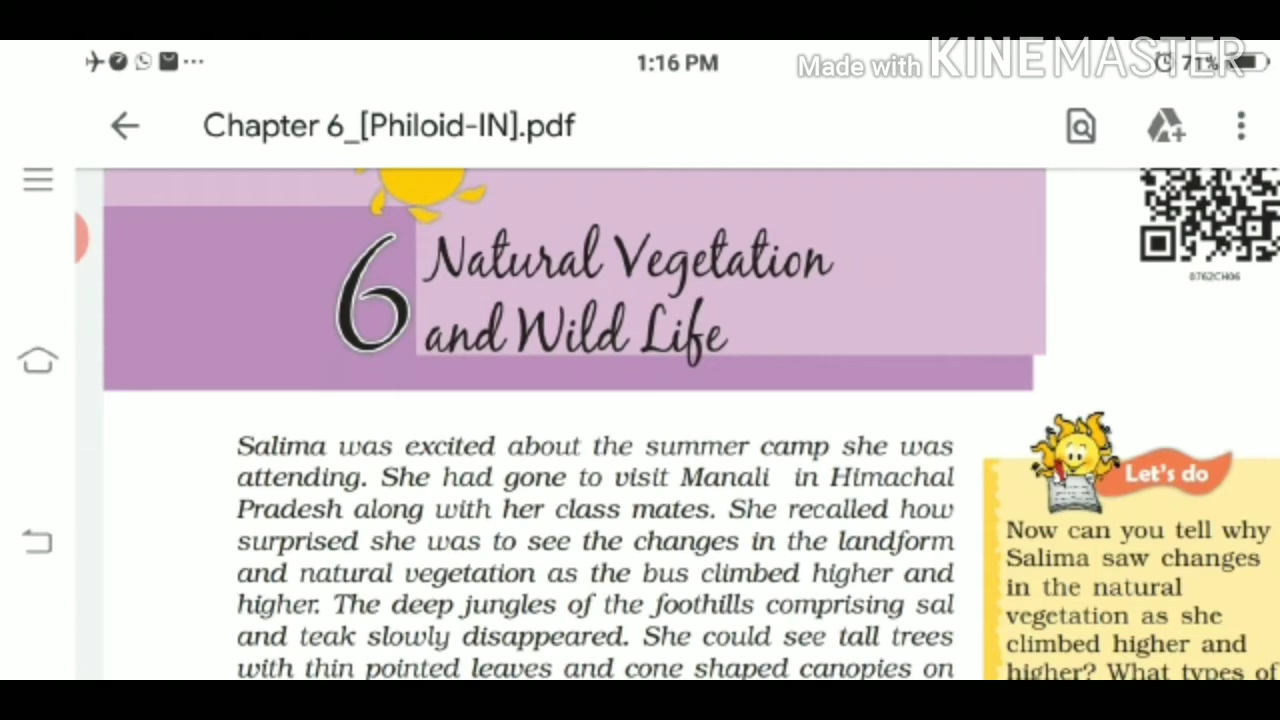 1:16 PM
Made with KINEMASTER
71%
Chapter 6_[Philoid-IN].pdf
6
Natural Vegetation
and Wild Life
0762CH06
Salima was excited about the summer camp she was
attending. She had gone to visit Manali in Himachal
Pradesh along with her class mates. She recalled how
surprised she was to see the changes in the landform
and natural vegetation as the bus climbed higher and
higher. The deep jungles of the foothills comprising sal
and teak slowly disappeared. She could see tall trees
with thin pointed leaves and cone shaped canopies on
Let's do
Now can you tell why
Salima saw changes
in the natural
vegetation as she
climbed higher and
higher? What types of